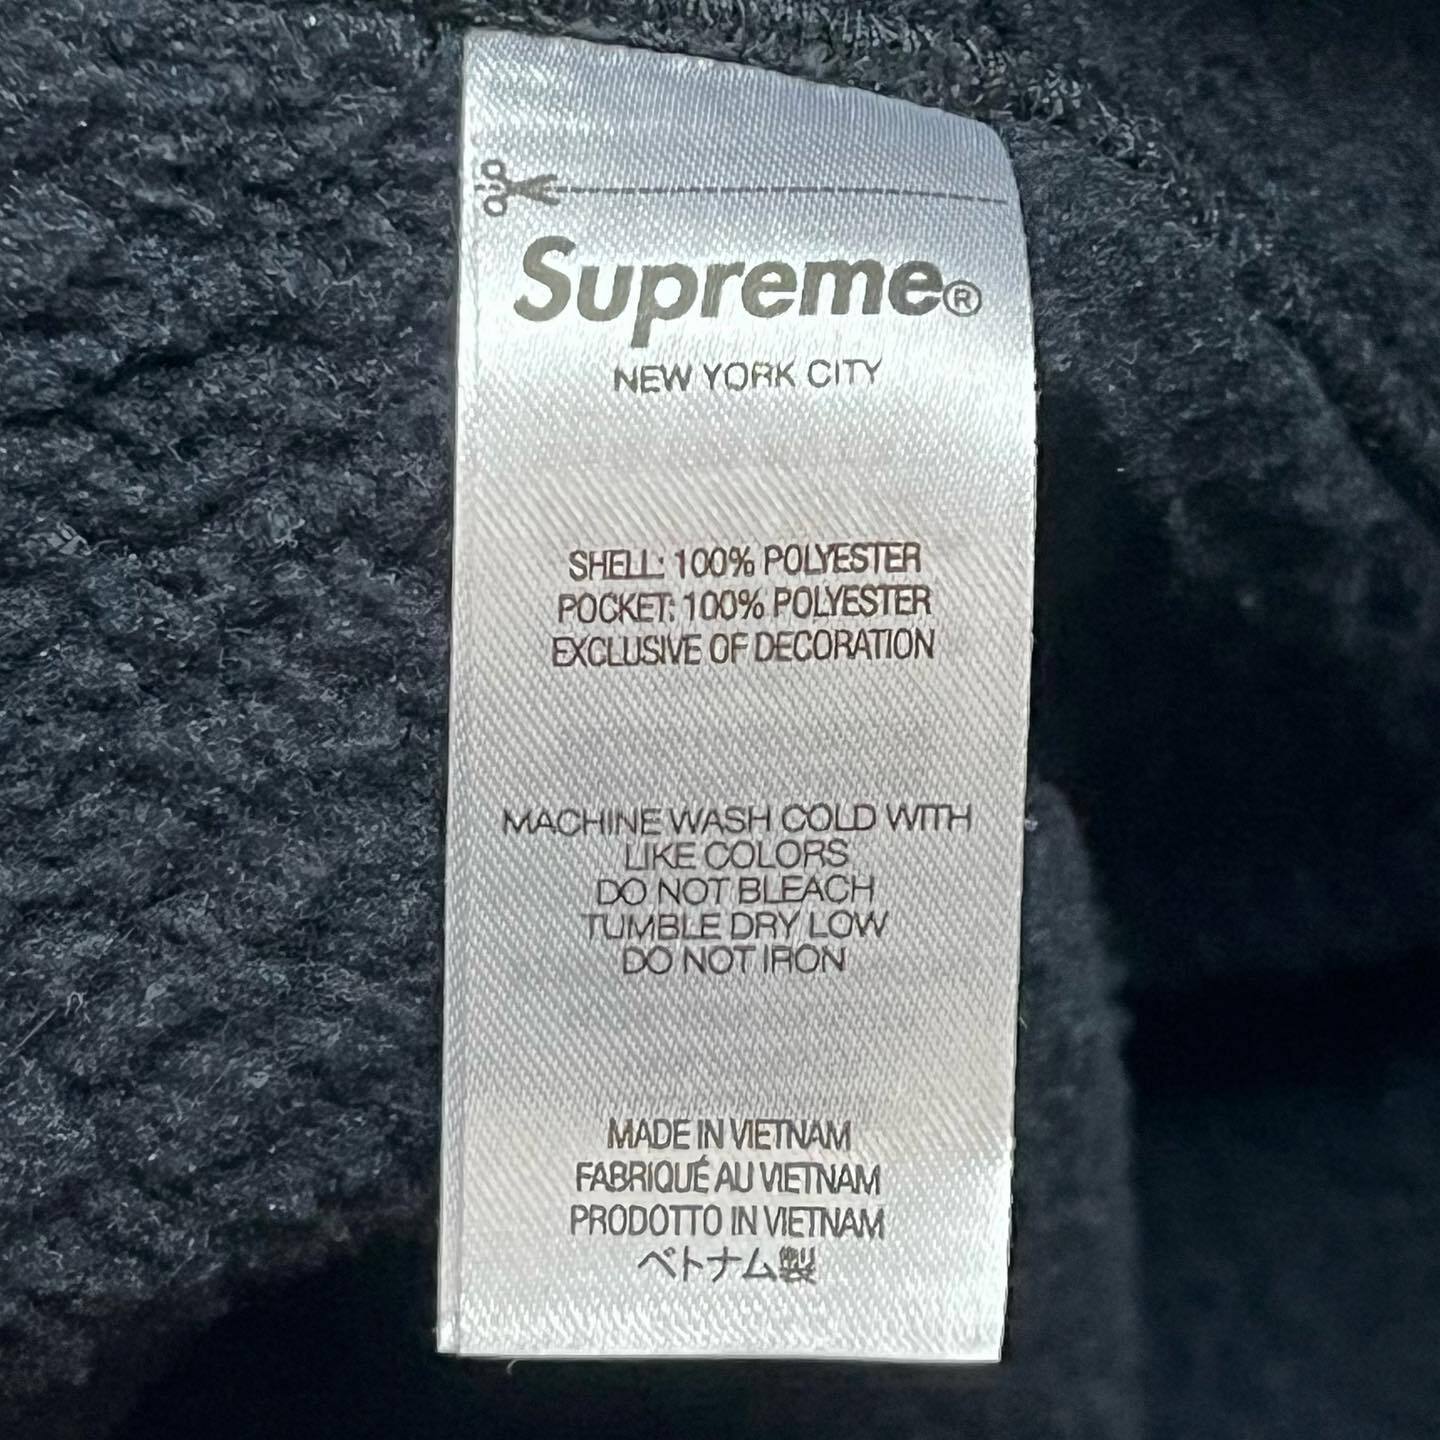 Supreme®
NEW YORK CITY
SHELL: 100% POLYESTER
POCKET: 100% POLYESTER
EXCLUSIVE OF DECORATION
MACHINE WASH COLD WITH
LIKE COLORS
DO NOT BLEACH
TUMBLE DRY LOW
DO NOT IRON
MADE IN VIETNAM
FABRIQUÉ AU VIETNAM
PRODOTTO IN VIETNAM
ベトナム製